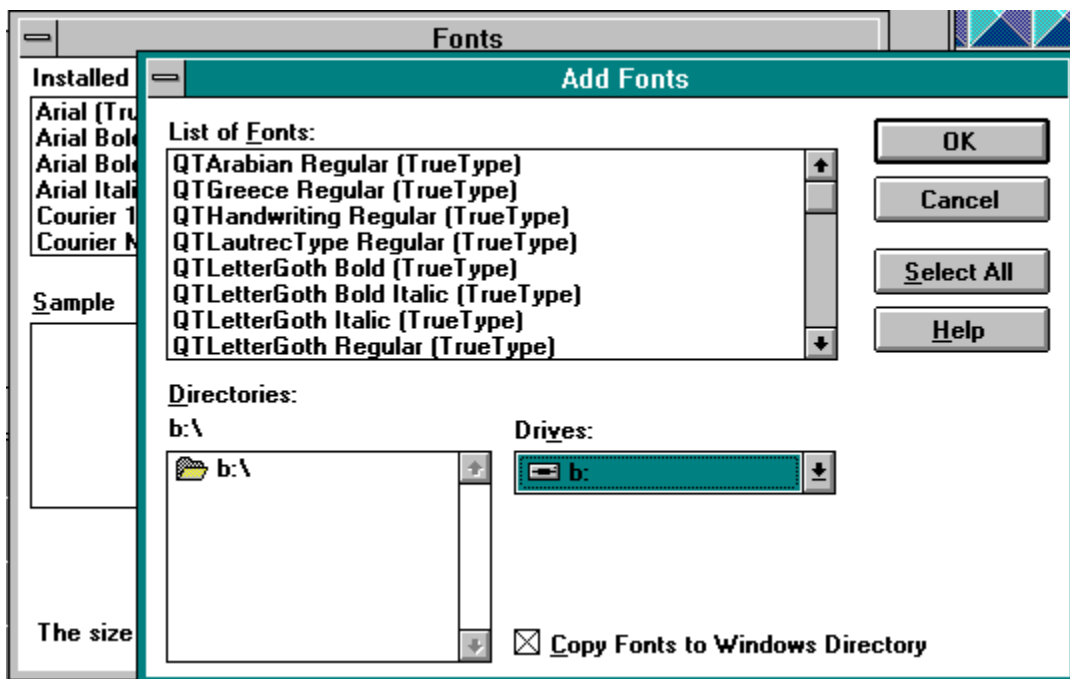 Fonts
Installed
Arial (Tru
Arial Bol
Arial Bol
Arial Itali
Courier 1
Courier N
Sample
The size
Add Fonts
List of Fonts:
QTArabian Regular (TrueType)
QTGreece Regular (TrueType)
QTHandwriting Regular (TrueType)
QTLautrecType Regular (TrueType)
QTLetterGoth Bold (TrueType)
QTLetterGoth Bold Italic (TrueType)
QTLetterGoth Italic (TrueType)
QTLetterGoth Regular (TrueType)
OK
Cancel
Select All
Help
Directories:
b:\
b:\
Drives:
b:
Copy Fonts to Windows Directory